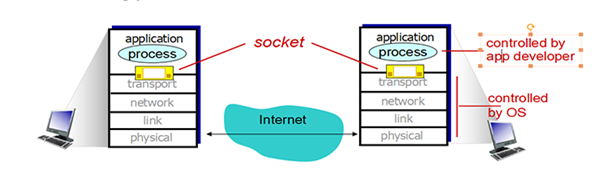 application
process
transport
network
link
physical
socket
Internet
application
process
transport
network
link
physical
controlled by
app developer
controlled
by OS